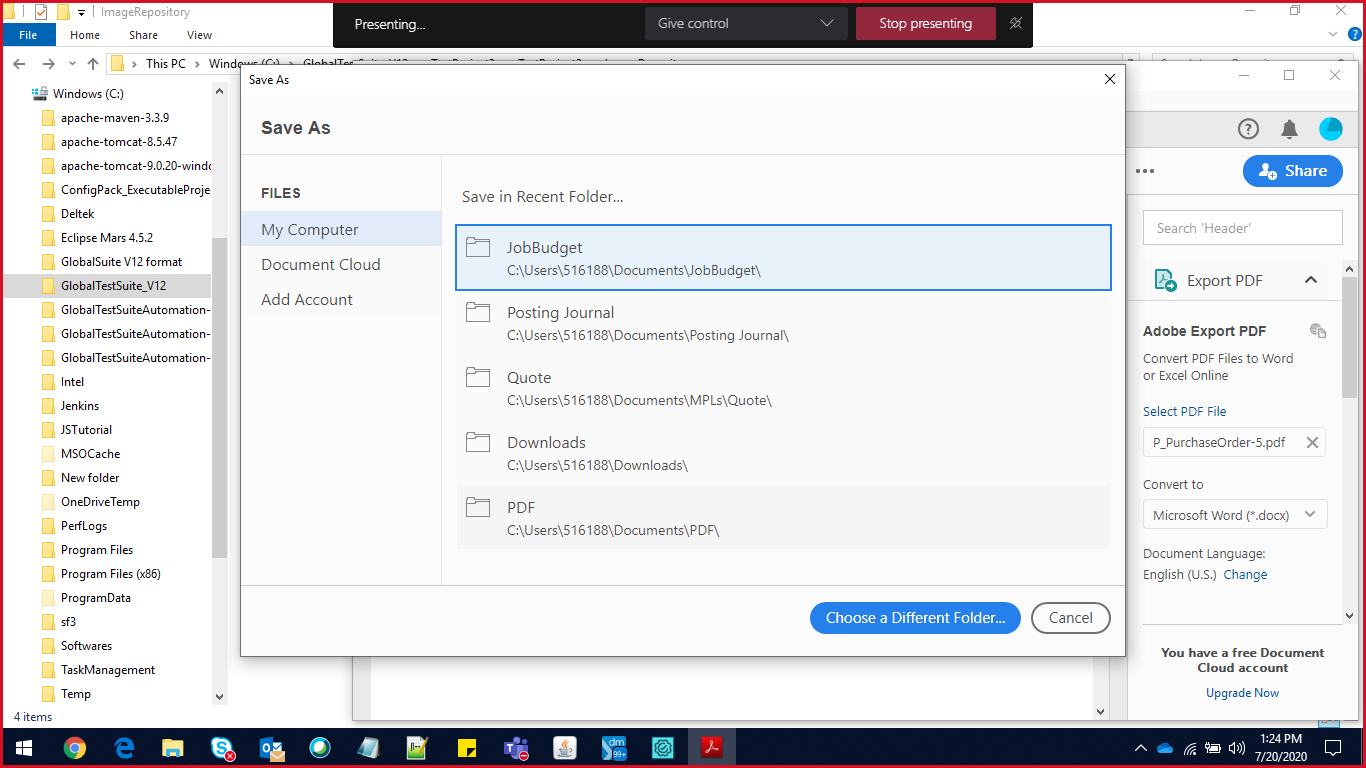 ImageRepository
Presenting...
Give control
Stop presenting
File
Home
Share
View
This PC
Windows (C:)
Save As
Save As
FILES
My Computer
Document Cloud
Add Account
Save in Recent Folder...
JobBudget
C:\Users\516188\Documents\JobBudget\
Posting Journal
C:\Users\516188\Documents\Posting Journal\
Quote
C:\Users\516188\Documents\MPLs\Quote\
Downloads
C:\Users\516188\Downloads\
PDF
C:\Users\516188\Documents\PDF\
Choose a Different Folder...
Cancel
Windows (C:)
apache-maven-3.3.9
apache-tomcat-8.5.47
apache-tomcat-9.0.20-windo
ConfigPack_ExecutableProje
Deltek
Eclipse Mars 4.5.2
GlobalSuite V12 format
GlobalTestSuite_V12
GlobalTestSuiteAutomation-
GlobalTestSuiteAutomation-
GlobalTestSuiteAutomation-
Intel
Jenkins
JSTutorial
MSOCache
New folder
OneDriveTemp
PerfLogs
Program Files
Program Files (x86)
ProgramData
sf3
Softwares
TaskManagement
Temp
4 items
Share
Search 'Header'
Export PDF
Adobe Export PDF
Convert PDF Files to Word
or Excel Online
Select PDF File
P_PurchaseOrder-5.pdf
Convert to
Microsoft Word (*.docx)
Document Language:
English (U.S.) Change
You have a free Document
Cloud account
Upgrade Now
dm
99+
1:24 PM
7/20/2020